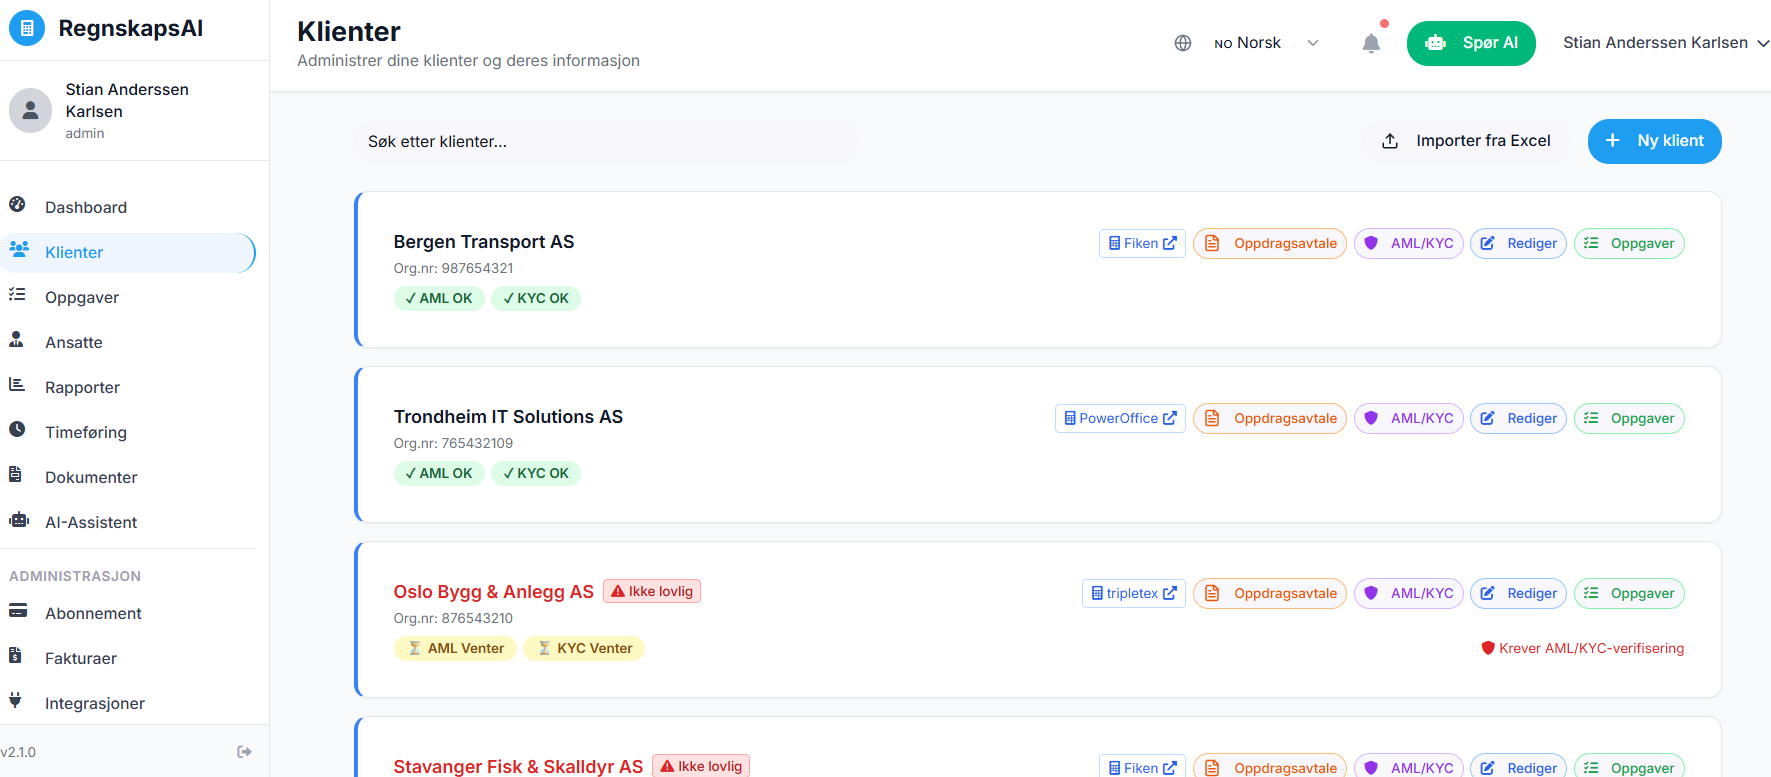 RegnskapsAI
Stian Anderssen
Karlsen
admin
Dashboard
Klienter
Oppgaver
Ansatte
Rapporter
Timeføring
Dokumenter
AI-Assistent
ADMINISTRASJON
Abonnement
Fakturaer
Integrasjoner
v2.1.0
Klienter
Administrer dine klienter og deres informasjon
NO Norsk
Spør AI
Stian Anderssen Karlsen
Søk etter klienter...
Importer fra Excel
+ Ny klient
Bergen Transport AS
Fiken
Oppdragsavtale
AML/KYC
Rediger
Oppgaver
Org.nr: 987654321
✓ AML OK
✓ KYC OK
Trondheim IT Solutions AS
PowerOffice
Oppdragsavtale
AML/KYC
Rediger
Oppgaver
Org.nr: 765432109
✓ AML OK
✓ KYC OK
Oslo Bygg & Anlegg AS
Ikke lovlig
tripletex
Oppdragsavtale
AML/KYC
Rediger
Oppgaver
Org.nr: 876543210
⏳ AML Venter
⏳ KYC Venter
Krever AML/KYC-verifisering
Stavanger Fisk & Skalldyr AS
Ikke lovlig
Fiken
Oppdragsavtale
AML/KYC
Rediger
Oppgaver